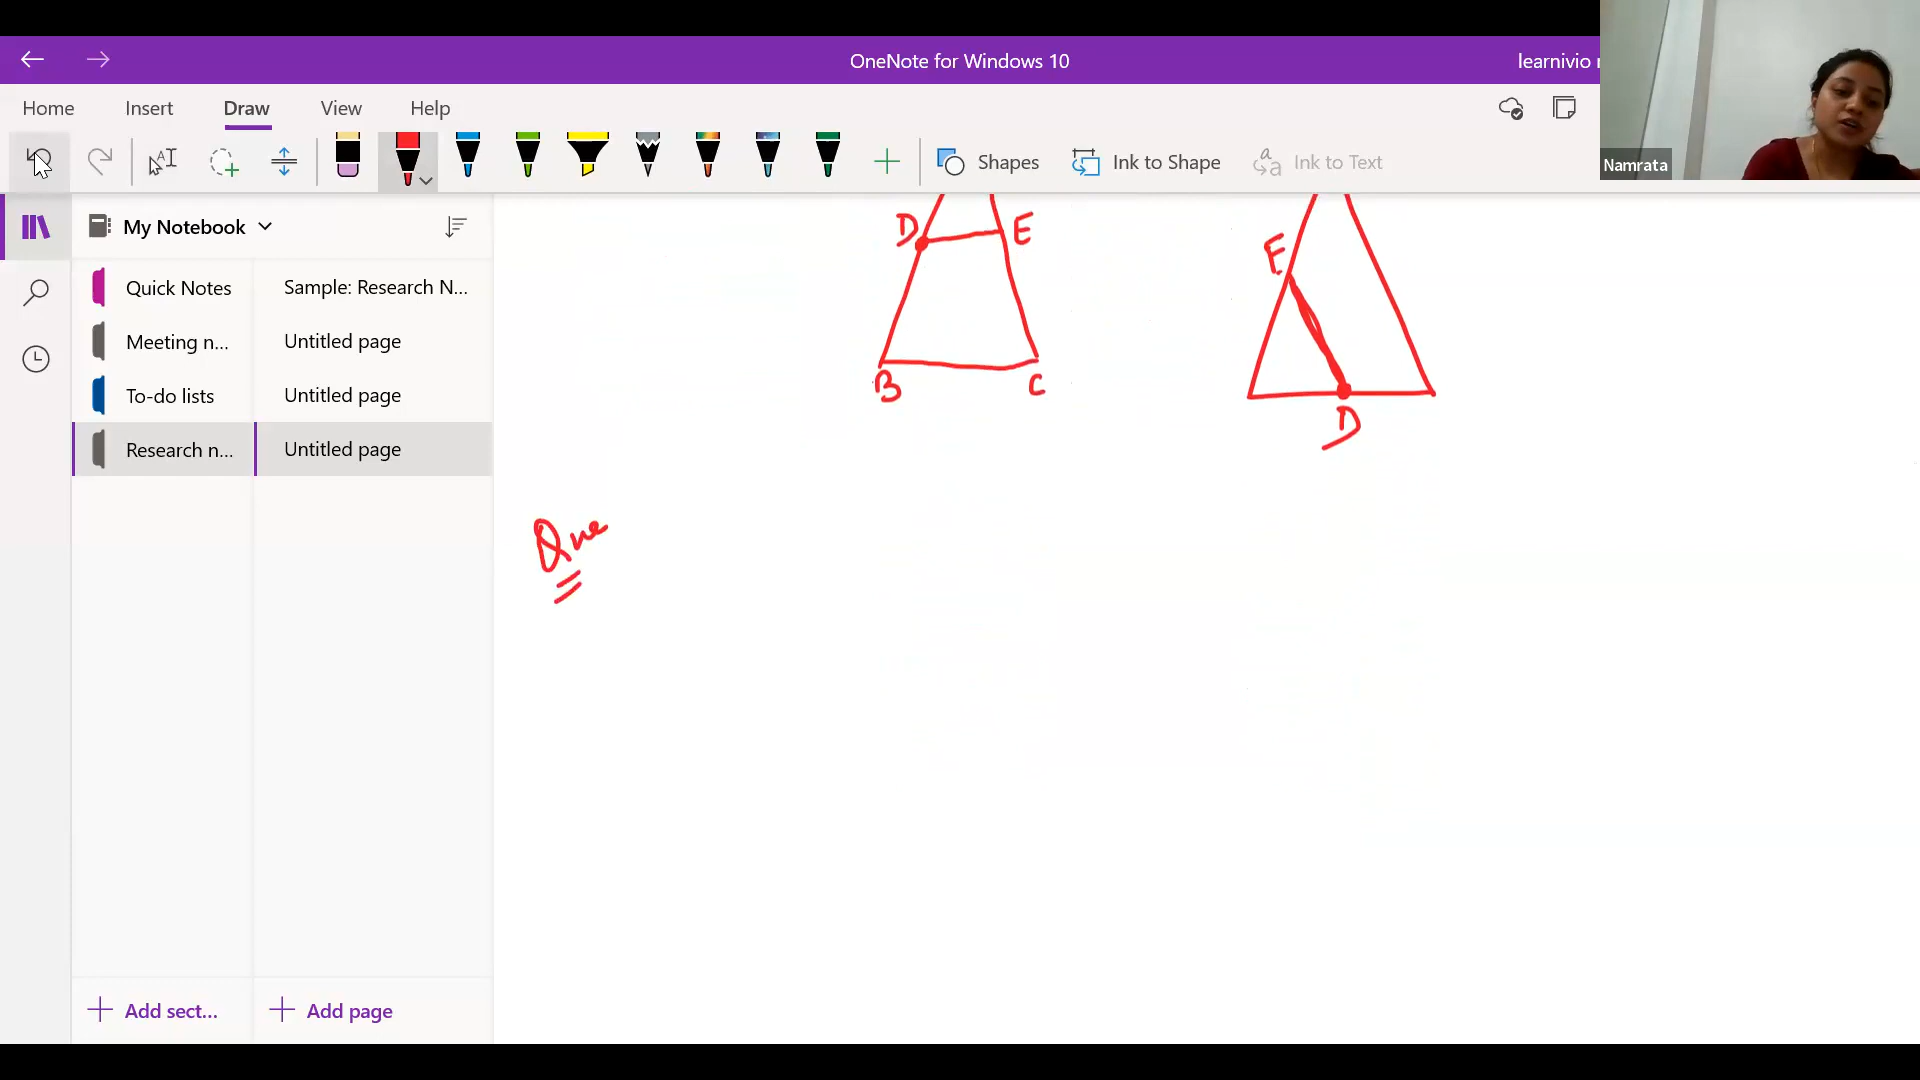 OneNote for Windows 10
learnivio
Home Insert Draw View Help
Shapes Ink to Shape Ink to Text
Namrata
My Notebook
Quick Notes
Meeting n...
To-do lists
Research n...
Sample: Research N...
Untitled page
Untitled page
Untitled page
D E
B C
E
D
Que
Add sect...
Add page